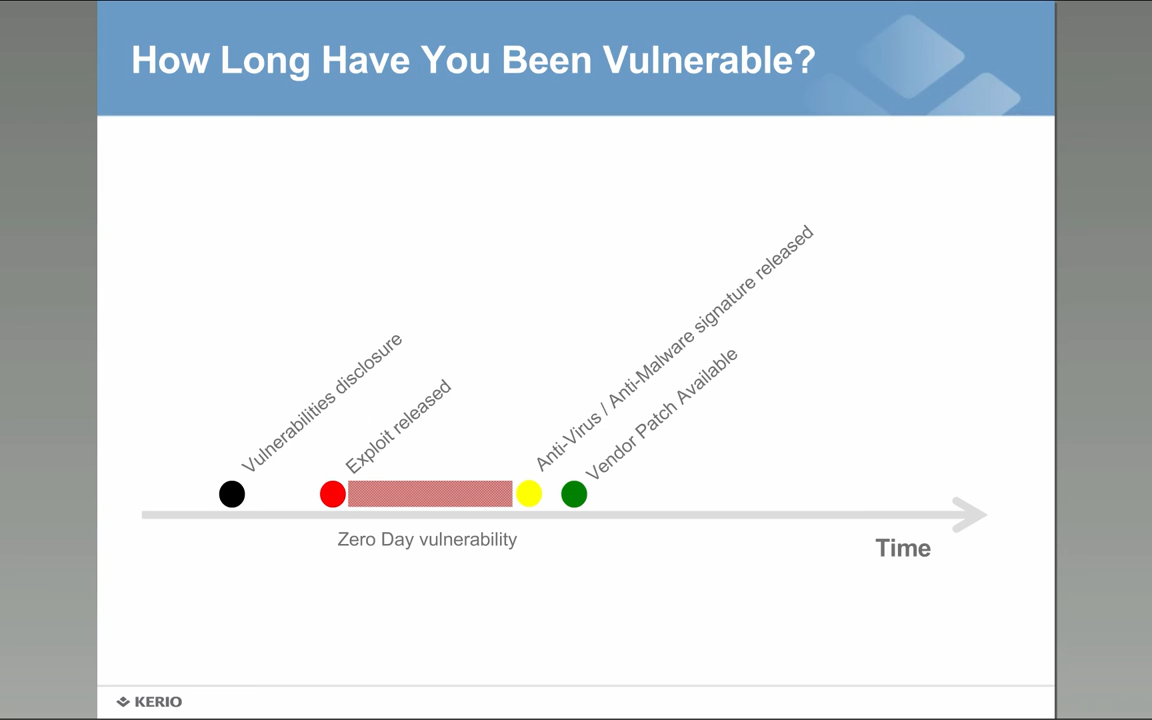 How Long Have You Been Vulnerable?
Vulnerabilities disclosure
Exploit released
Anti-Virus / Anti-Malware signature released
Vendor Patch Available
Zero Day vulnerability
Time
KERIO